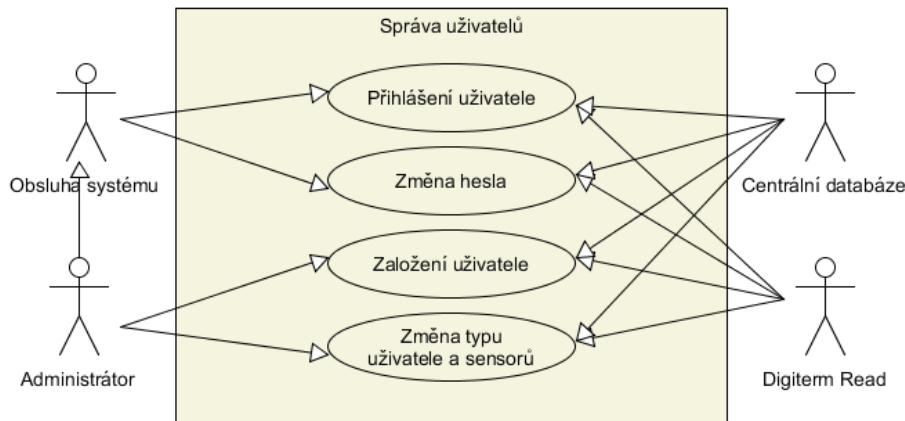 Správa uživatelů
Přihlášení uživatele
Obsluha systému
Změna hesla
Centrální databáze
Založení uživatele
Změna typu
uživatele a sensorů
Administrátor
Digiterm Read